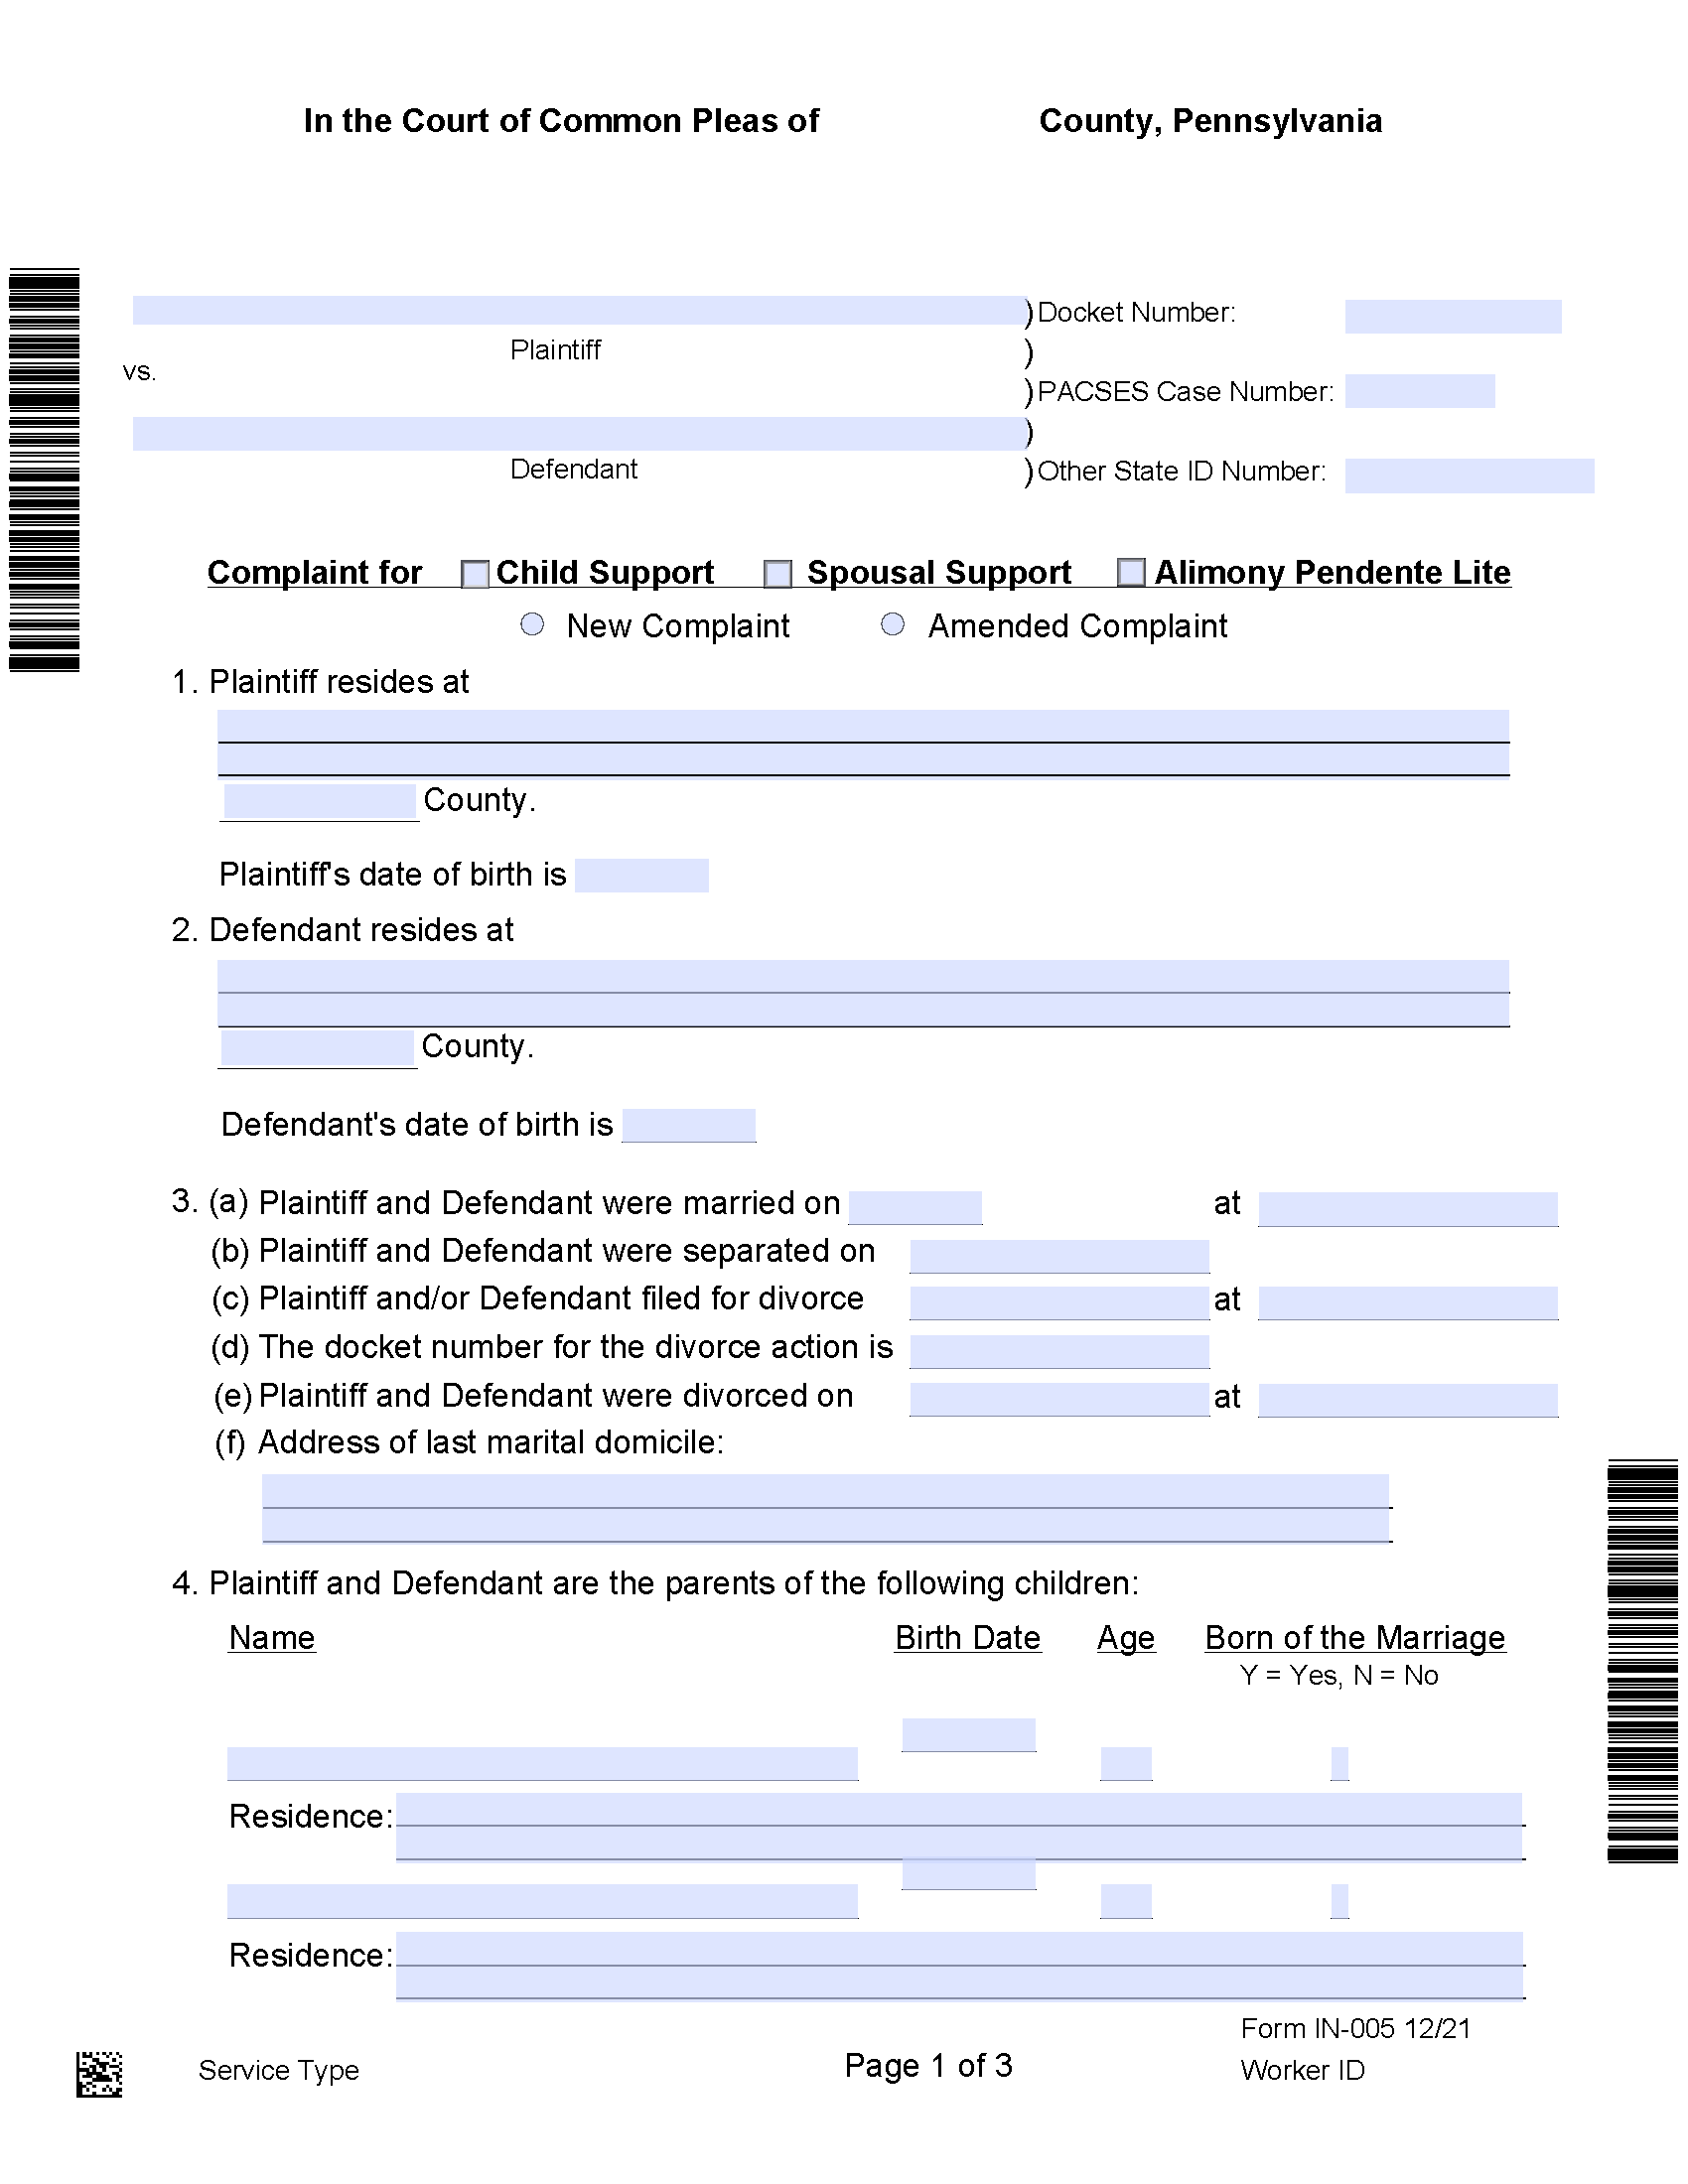 In the Court of Common Pleas of County, Pennsylvania
) Docket Number:
Plaintiff )
vs.
) PACSES Case Number:
)
Defendant ) Other State ID Number:
Complaint for Child Support Spousal Support Alimony Pendente Lite
New Complaint Amended Complaint
1. Plaintiff resides at
County.
Plaintiff's date of birth is
2. Defendant resides at
County.
Defendant's date of birth is
3. (a) Plaintiff and Defendant were married on at
(b) Plaintiff and Defendant were separated on
(c) Plaintiff and/or Defendant filed for divorce at
(d) The docket number for the divorce action is
(e) Plaintiff and Defendant were divorced on at
(f) Address of last marital domicile:
4. Plaintiff and Defendant are the parents of the following children:
Name Birth Date Age Born of the Marriage
Y = Yes, N = No
Residence:
Residence:
Form IN-005 12/21
Service Type Page 1 of 3 Worker ID